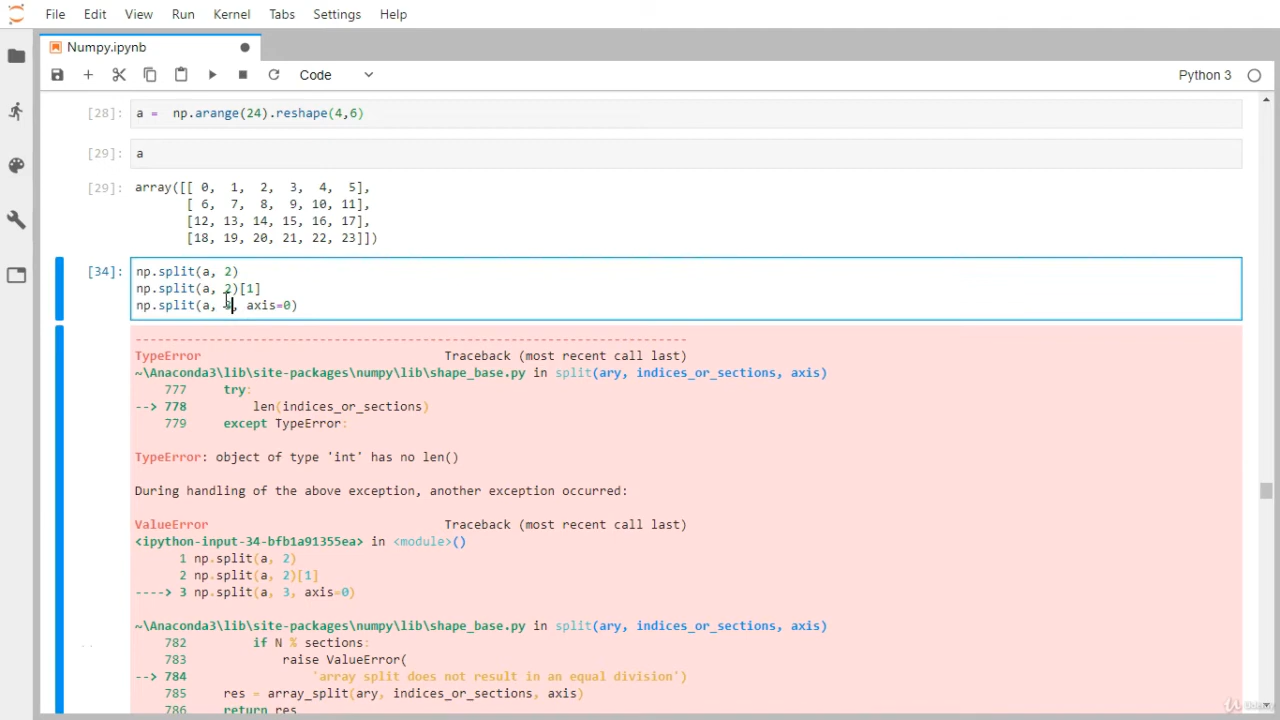 File Edit View Run Kernel Tabs Settings Help
Numpy.ipynb
Code
Python 3
[28]: a = np.arange(24).reshape(4,6)
[29]: a
[29]: array([[ 0, 1, 2, 3, 4, 5],
[ 6, 7, 8, 9, 10, 11],
[12, 13, 14, 15, 16, 17],
[18, 19, 20, 21, 22, 23]])
[34]: np.split(a, 2)
np.split(a, 2)[1]
np.split(a, 3, axis=0)
---------------------------------------------------------------------------
TypeError Traceback (most recent call last)
~\Anaconda3\lib\site-packages\numpy\lib\shape_base.py in split(ary, indices_or_sections, axis)
777 try:
--> 778 len(indices_or_sections)
779 except TypeError:
TypeError: object of type 'int' has no len()
During handling of the above exception, another exception occurred:
ValueError Traceback (most recent call last)
<ipython-input-34-bfb1a91355ea> in <module>()
1 np.split(a, 2)
2 np.split(a, 2)[1]
----> 3 np.split(a, 3, axis=0)
~\Anaconda3\lib\site-packages\numpy\lib\shape_base.py in split(ary, indices_or_sections, axis)
782 if N % sections:
783 raise ValueError(
--> 784 'array split does not result in an equal division')
785 res = array_split(ary, indices_or_sections, axis)
786 return res